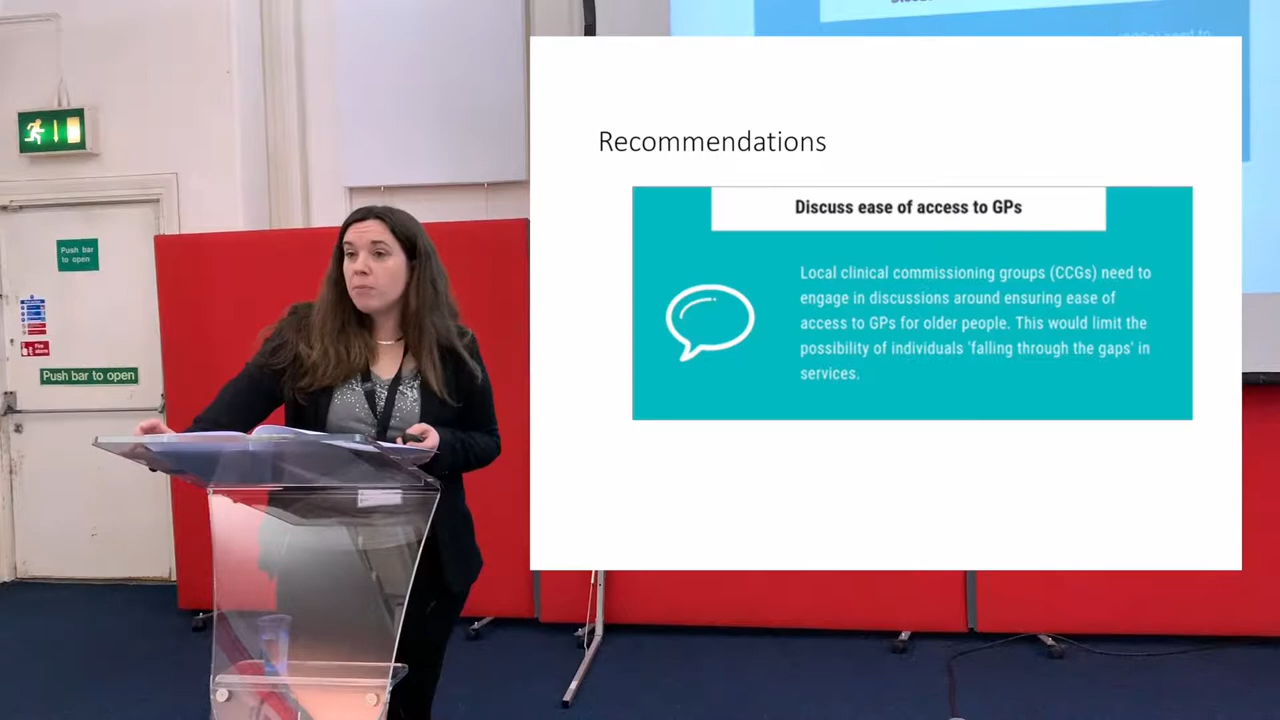 Push bar
to open
Push bar to open
Recommendations
Discuss ease of access to GPs
Local clinical commissioning groups (CCGs) need to
engage in discussions around ensuring ease of
access to GPs for older people. This would limit the
possibility of individuals 'falling through the gaps' in
services.